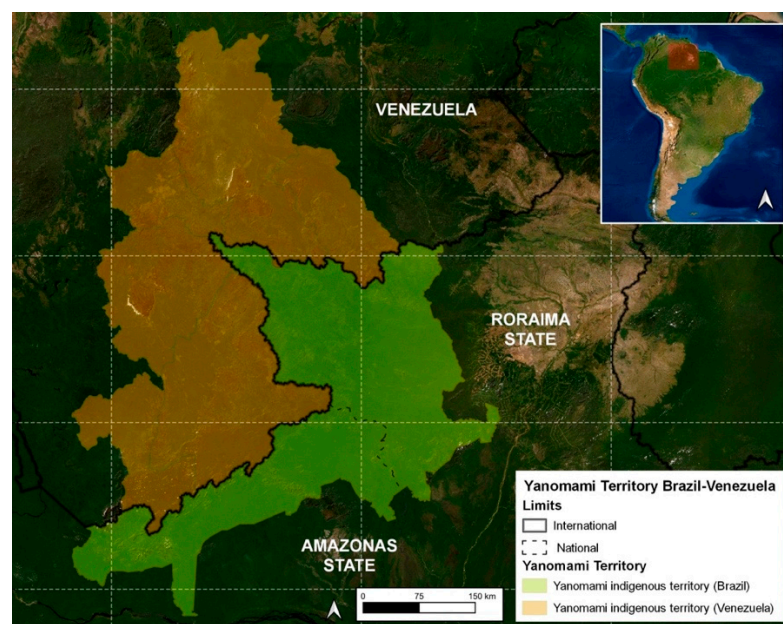 VENEZUELA
RORAIMA
STATE
AMAZONAS
STATE
0 75 150 km
Yanomami Territory Brazil-Venezuela
Limits
International
National
Yanomami Territory
Yanomami indigenous territory (Brazil)
Yanomami indigenous territory (Venezuela)